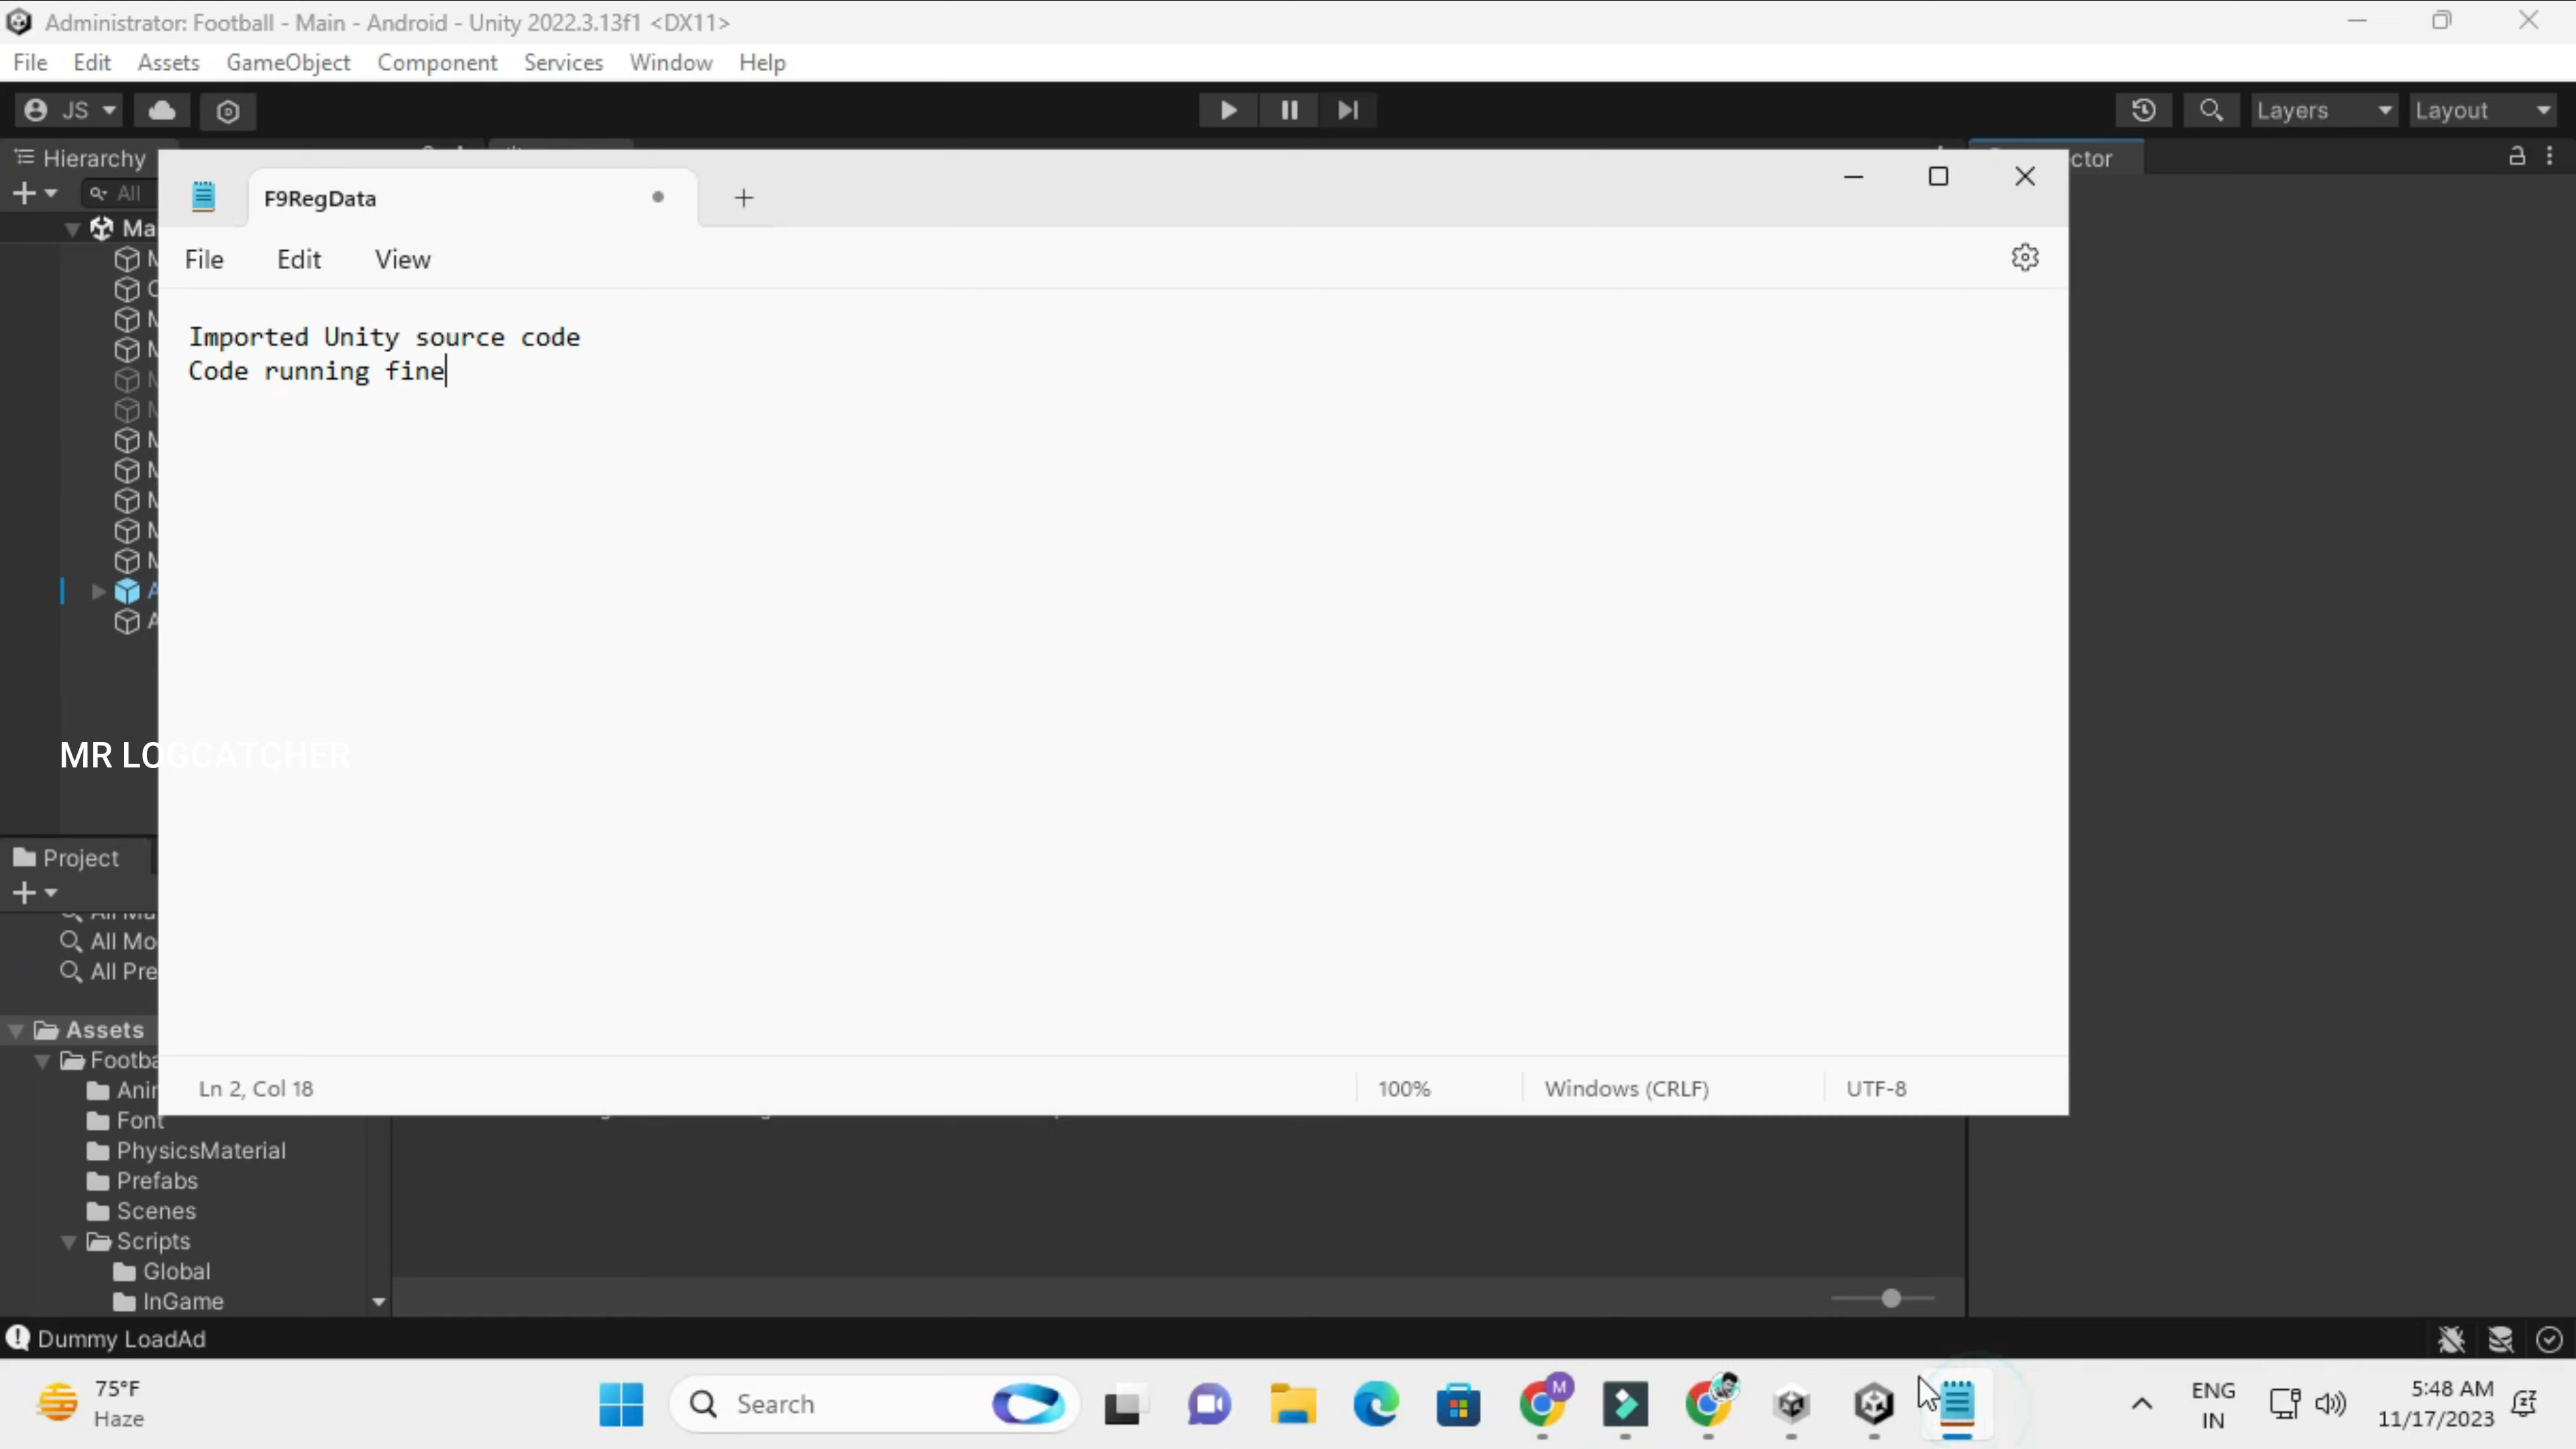 Administrator: Football - Main - Android - Unity 2022.3.13f1 <DX11>
File Edit Assets GameObject Component Services Window Help
JS
Layers Layout
Hierarchy
All
F9RegData
File Edit View
Imported Unity source code
Code running fine
MR LOGCATCHER
Project
All Mo
All Pre
Assets
Footba
Anir
Font
PhysicsMaterial
Prefabs
Scenes
Scripts
Global
InGame
Ln 2, Col 18 100% Windows (CRLF) UTF-8
Dummy LoadAd
75°F
Haze
Search
M
ENG
IN
5:48 AM
11/17/2023